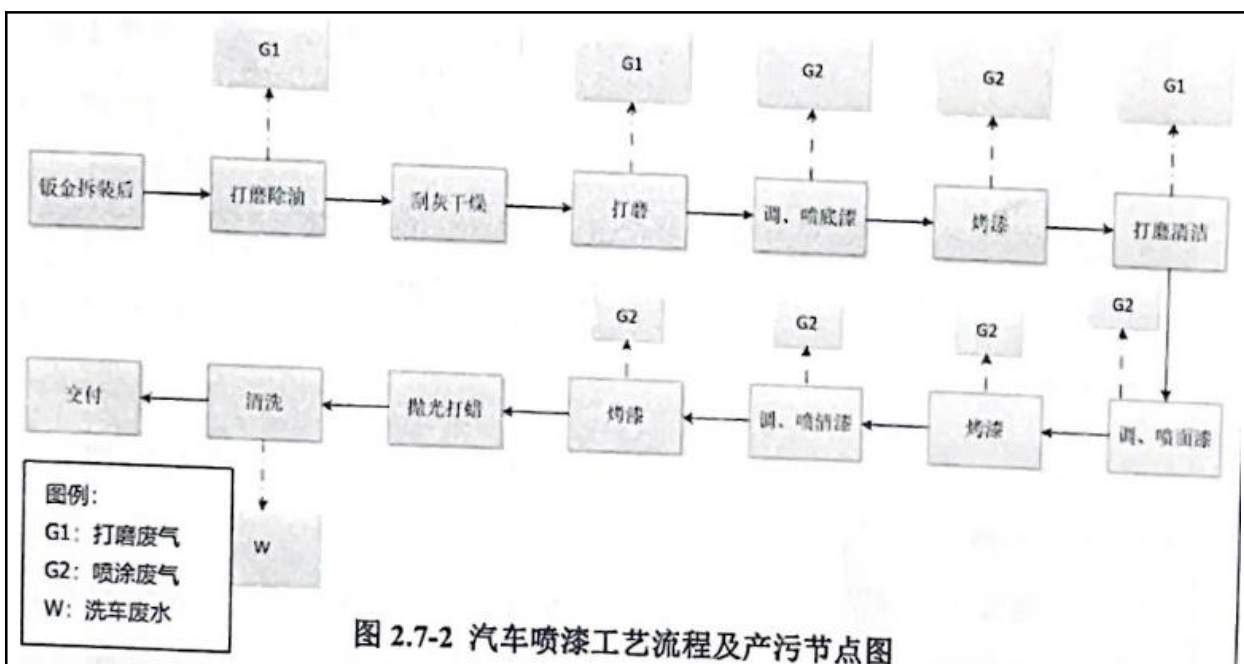 G1
G1
G2
G2
G1
钣金拆装后
打磨除油
刮灰干燥
打磨
调、喷底漆
烤漆
打磨清洁
G2
G2
G2
G2
交付
清洗
抛光打蜡
烤漆
调、喷清漆
烤漆
调、喷面漆
W
图例:
G1: 打磨废气
G2: 喷涂废气
W: 洗车废水
图 2.7-2 汽车喷漆工艺流程及产污节点图